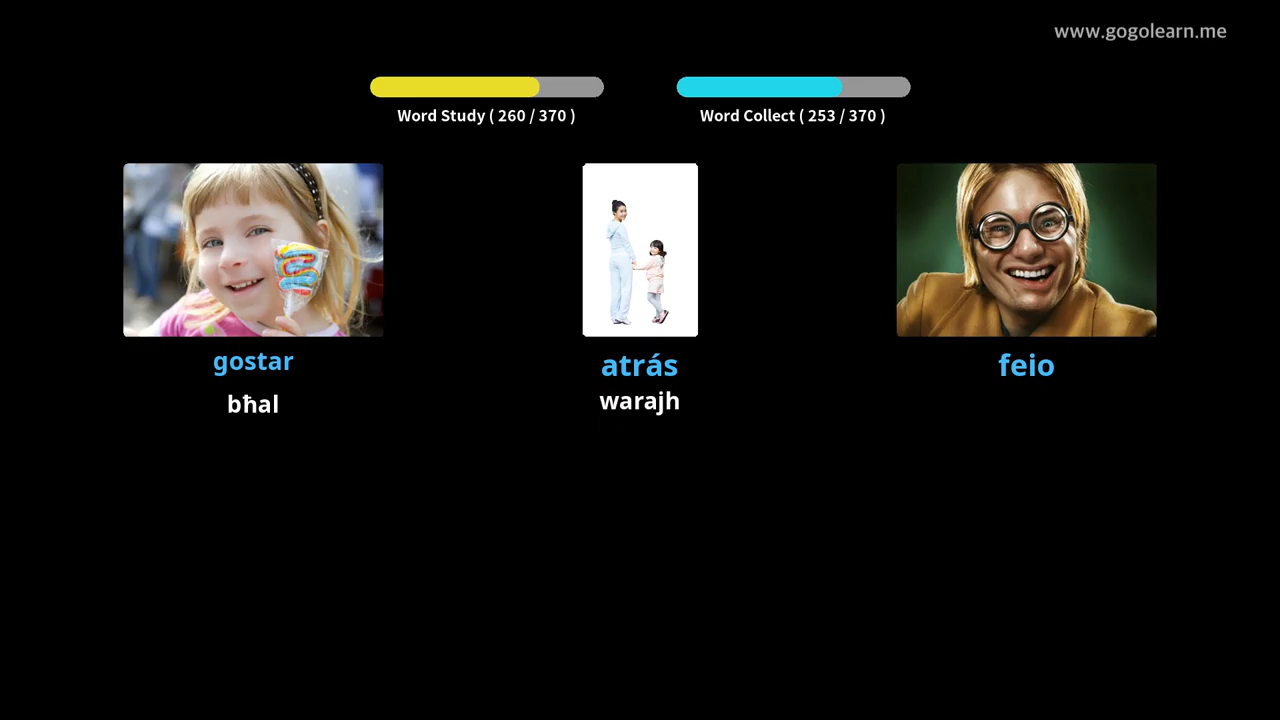 www.gogolearn.me
Word Study ( 260 / 370 )
Word Collect ( 253 / 370 )
gostar
bħal
atrás
warajh
feio